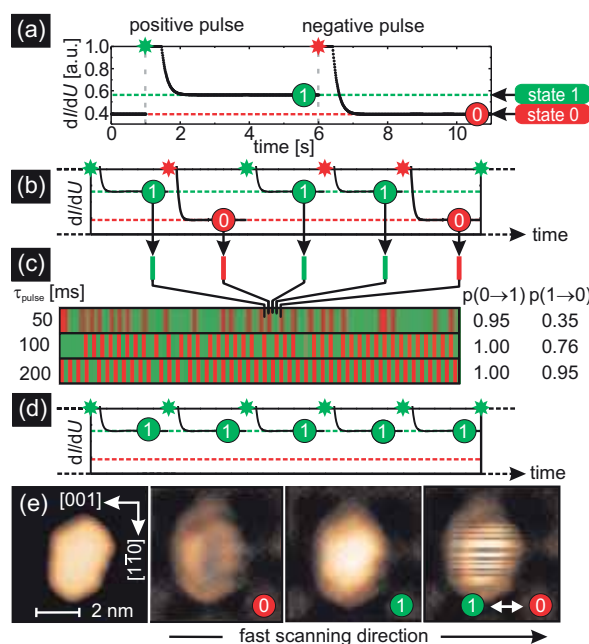 (a) positive pulse negative pulse
dI/dU [a.u.]
1.0
0.8
0.6
0.4
1
0
state 1
state 0
0 2 4 6 8 10
time [s]
(b)
dI/dU
1 0 1 1 0
time
(c)
τpulse [ms] p(0→1) p(1→0)
50 0.95 0.35
100 1.00 0.76
200 1.00 0.95
(d)
dI/dU
1 1 1 1 1
time
(e) [001]
[1̄10]
2 nm
0
1
1 0
fast scanning direction